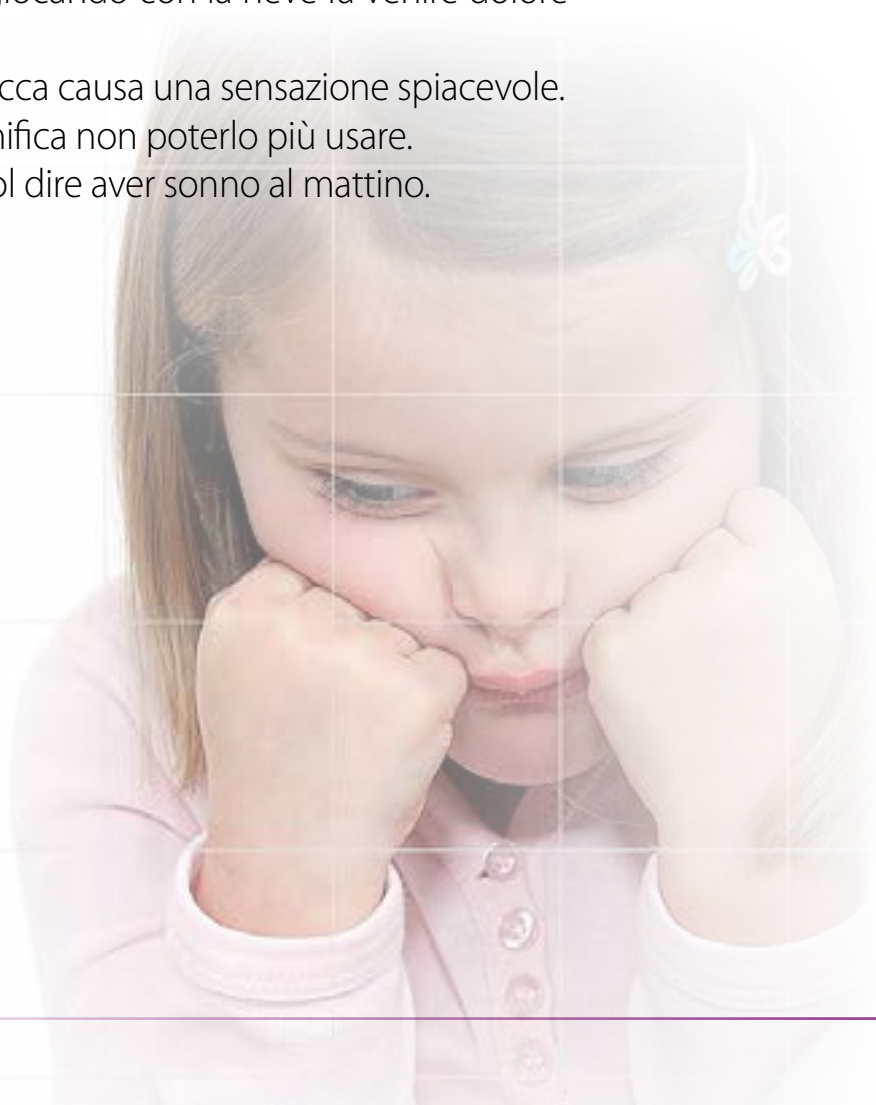 giocando con la neve fa venire dolore
cca causa una sensazione spiacevole.
nifica non poterlo più usare.
ol dire aver sonno al mattino.